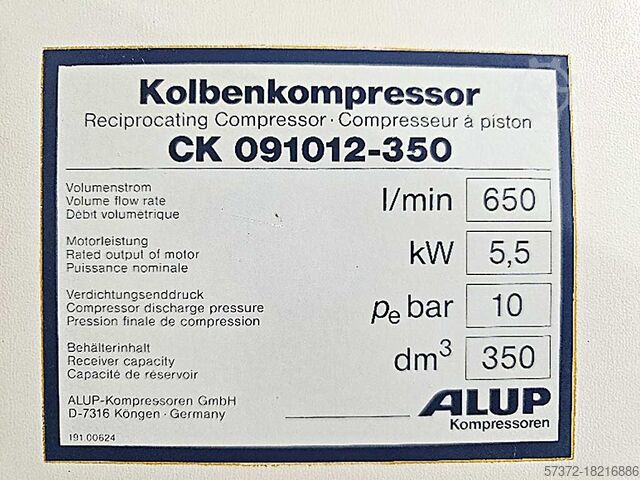 Kolbenkompressor
Reciprocating Compressor · Compresseur à piston
CK 091012-350
Volumenstrom
Volume flow rate
Débit volumétrique
l/min 650
Motorleistung
Rated output of motor
Puissance nominale
kW 5,5
Verdichtungsenddruck
Compressor discharge pressure
Pression finale de compression
pe bar 10
Behälterinhalt
Receiver capacity
Capacité de réservoir
dm³ 350
ALUP-Kompressoren GmbH
D-7316 Köngen · Germany
ALUP
Kompressoren
191.00624
57372-18216886